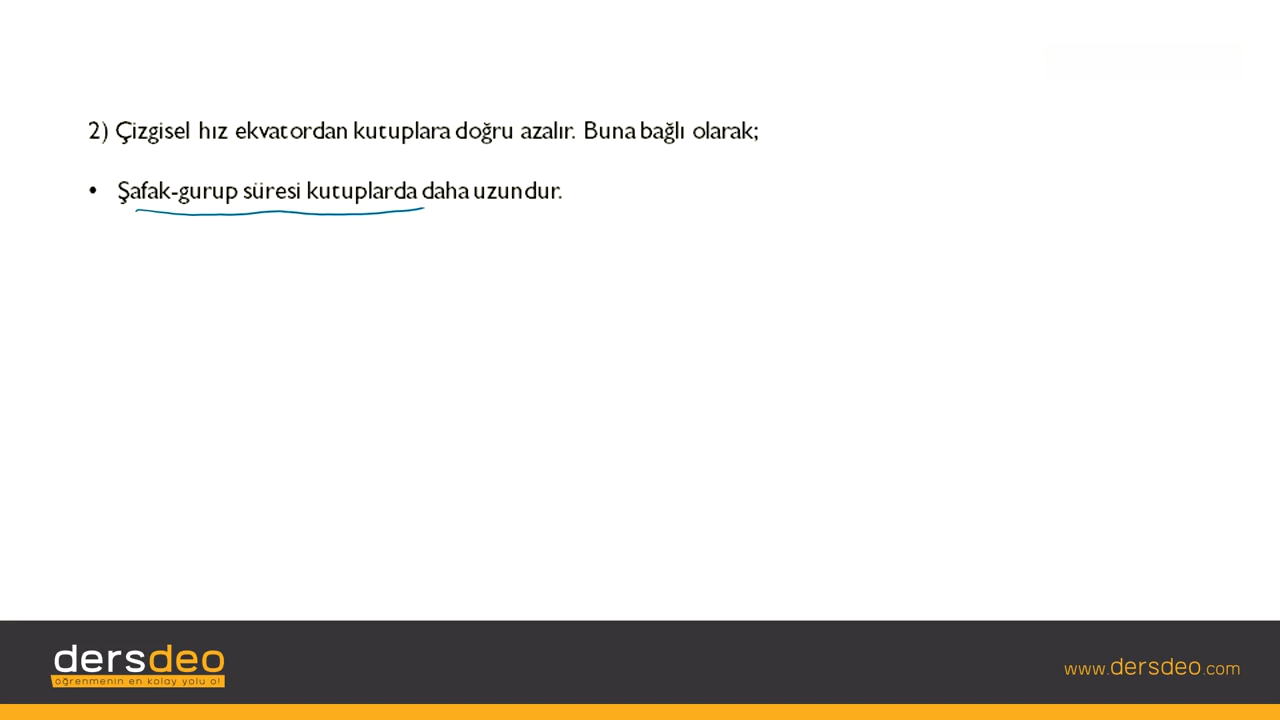 2) Çizgisel hız ekvatordan kutuplara doğru azalır. Buna bağlı olarak;
• Şafak-gurup süresi kutuplarda daha uzundur.
dersdeo
öğrenmenin en kolay yolu o!
www.dersdeo.com